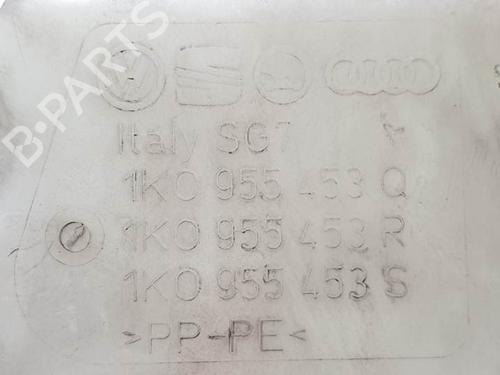 B-PARTS
Italy SG7
1K0 955 453 Q
1K0 955 453 R
1K0 955 453 S
>PP-PE<